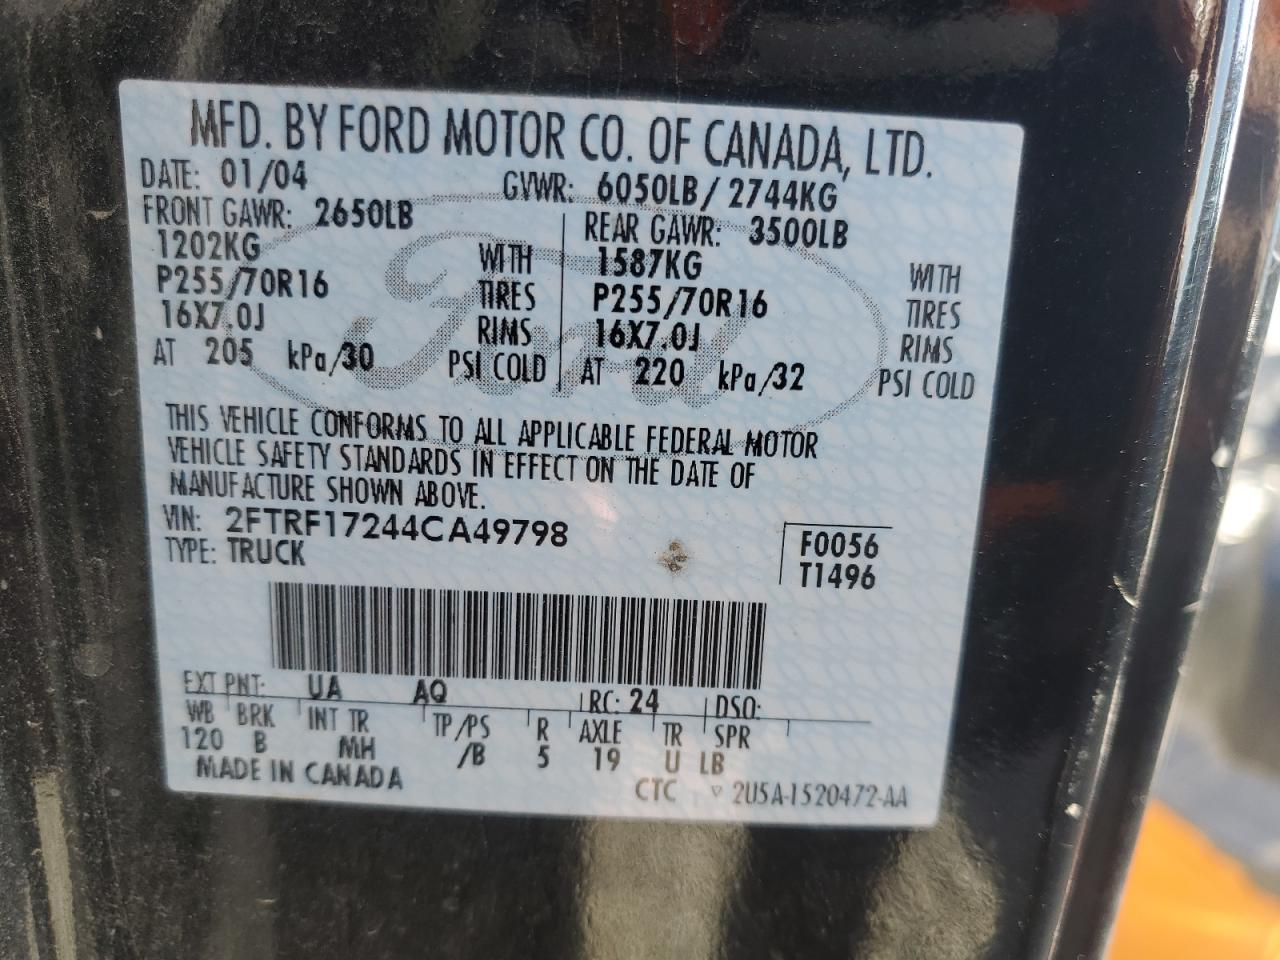 MFD. BY FORD MOTOR CO. OF CANADA, LTD.
DATE: 01/04 GVWR: 6050LB/2744KG
FRONT GAWR: 2650LB REAR GAWR: 3500LB
1202KG WITH 1587KG WITH
P255/70R16 TIRES P255/70R16 TIRES
16X7.0J RIMS 16X7.0J RIMS
AT 205 kPa/30 PSI COLD AT 220 kPa/32 PSI COLD
Ford
THIS VEHICLE CONFORMS TO ALL APPLICABLE FEDERAL MOTOR
VEHICLE SAFETY STANDARDS IN EFFECT ON THE DATE OF
MANUFACTURE SHOWN ABOVE.
VIN: 2FTRF17244CA49798 F0056
TYPE: TRUCK T1496
EXT PNT: UA AQ RC: 24 DSO:
WB BRK INT TR TP/PS R AXLE TR SPR
120 B MH /B 5 19 U LB
MADE IN CANADA CTC ▽ 2U5A-1520472-AA